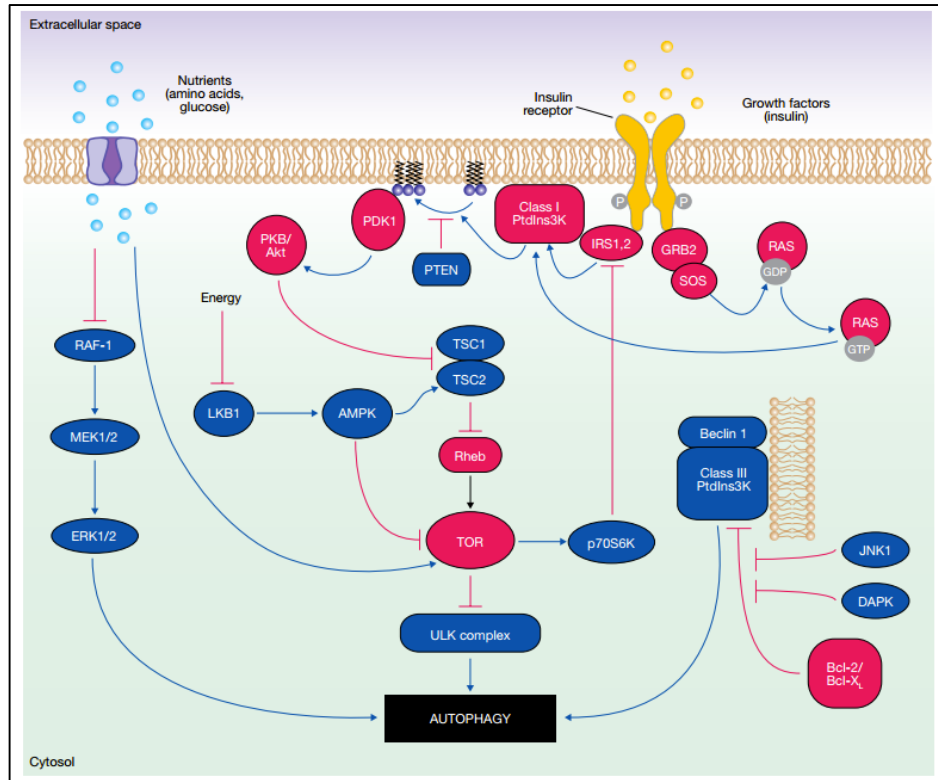 Extracellular space
Nutrients
(amino acids,
glucose)
Insulin
receptor
Growth factors
(insulin)
P
P
Class I
PtdIns3K
IRS1,2
GRB2
SOS
RAS
GDP
RAS
GTP
PDK1
PKB/
Akt
PTEN
Energy
RAF-1
TSC1
TSC2
LKB1
AMPK
MEK1/2
Rheb
Beclin 1
Class III
PtdIns3K
ERK1/2
TOR
p70S6K
JNK1
DAPK
ULK complex
Bcl-2/
Bcl-XL
AUTOPHAGY
Cytosol